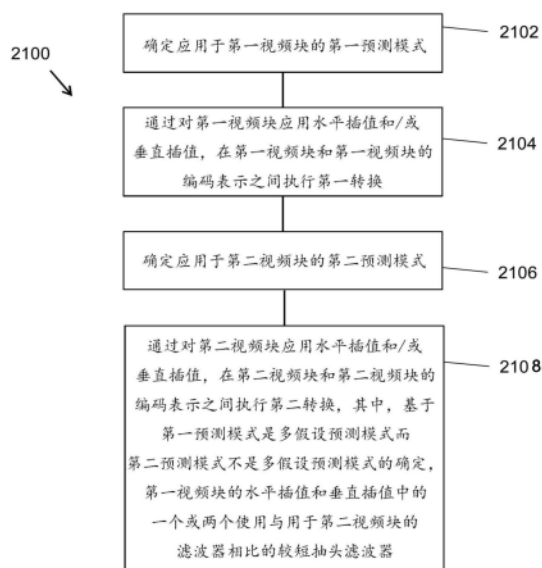 确定应用于第一视频块的第一预测模式
2102
2100
通过对第一视频块应用水平插值和/或
垂直插值，在第一视频块和第一视频块的
编码表示之间执行第一转换
2104
确定应用于第二视频块的第二预测模式
2106
通过对第二视频块应用水平插值和/或
垂直插值，在第二视频块和第二视频块的
编码表示之间执行第二转换，其中，基于
第一预测模式是多假设预测模式而
第二预测模式不是多假设预测模式的确定，
第一视频块的水平插值和垂直插值中的
一个或两个使用与用于第二视频块的
滤波器相比的较短抽头滤波器
2108